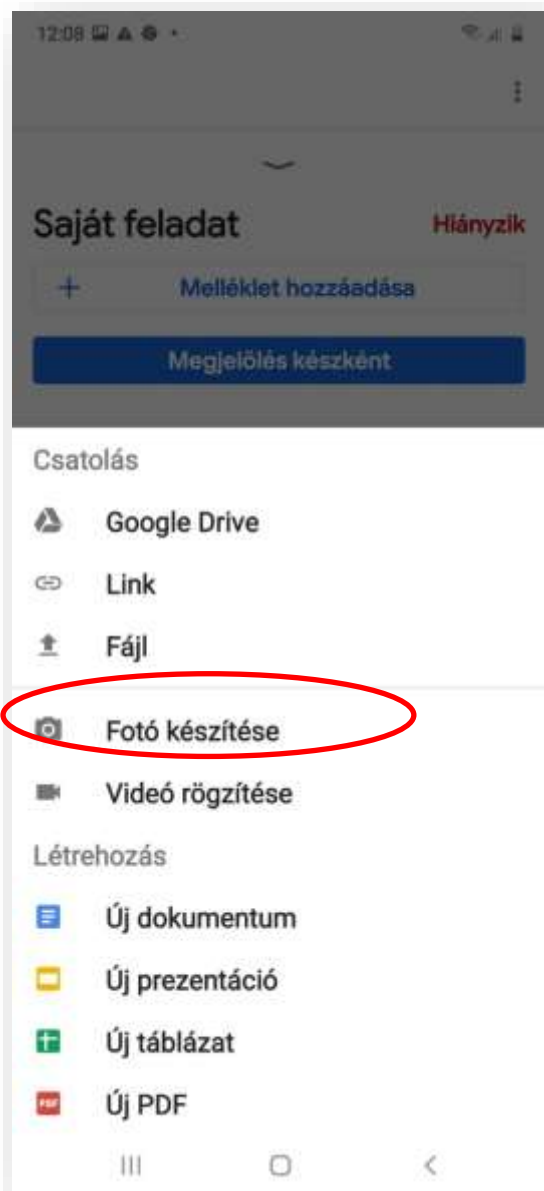 12:08
Saját feladat
Hiányzik
+ Melléklet hozzáadása
Megjelölés készként
Csatolás
Google Drive
Link
Fájl
Fotó készítése
Videó rögzítése
Létrehozás
Új dokumentum
Új prezentáció
Új táblázat
PDF Új PDF